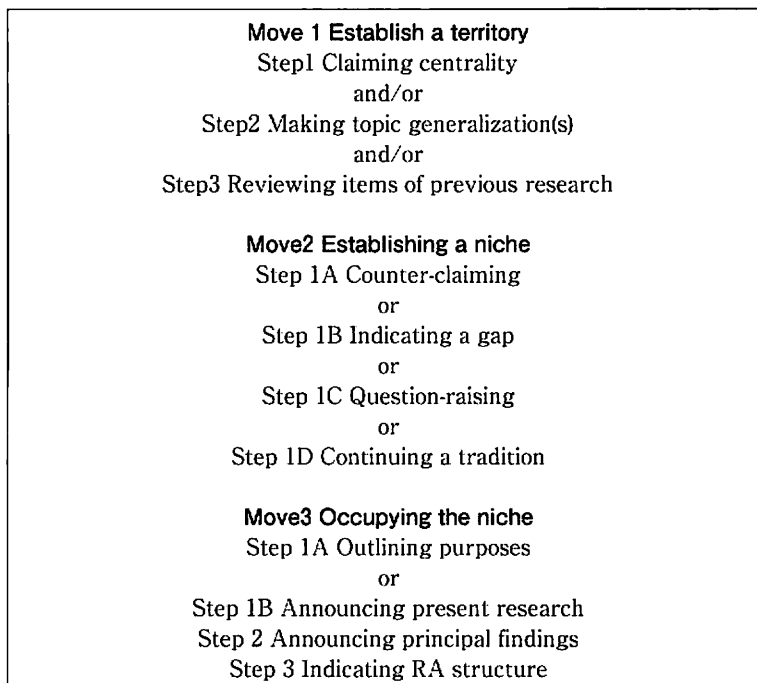 Move 1 Establish a territory
Step1 Claiming centrality
and/or
Step2 Making topic generalization(s)
and/or
Step3 Reviewing items of previous research
Move2 Establishing a niche
Step 1A Counter-claiming
or
Step 1B Indicating a gap
or
Step 1C Question-raising
or
Step 1D Continuing a tradition
Move3 Occupying the niche
Step 1A Outlining purposes
or
Step 1B Announcing present research
Step 2 Announcing principal findings
Step 3 Indicating RA structure